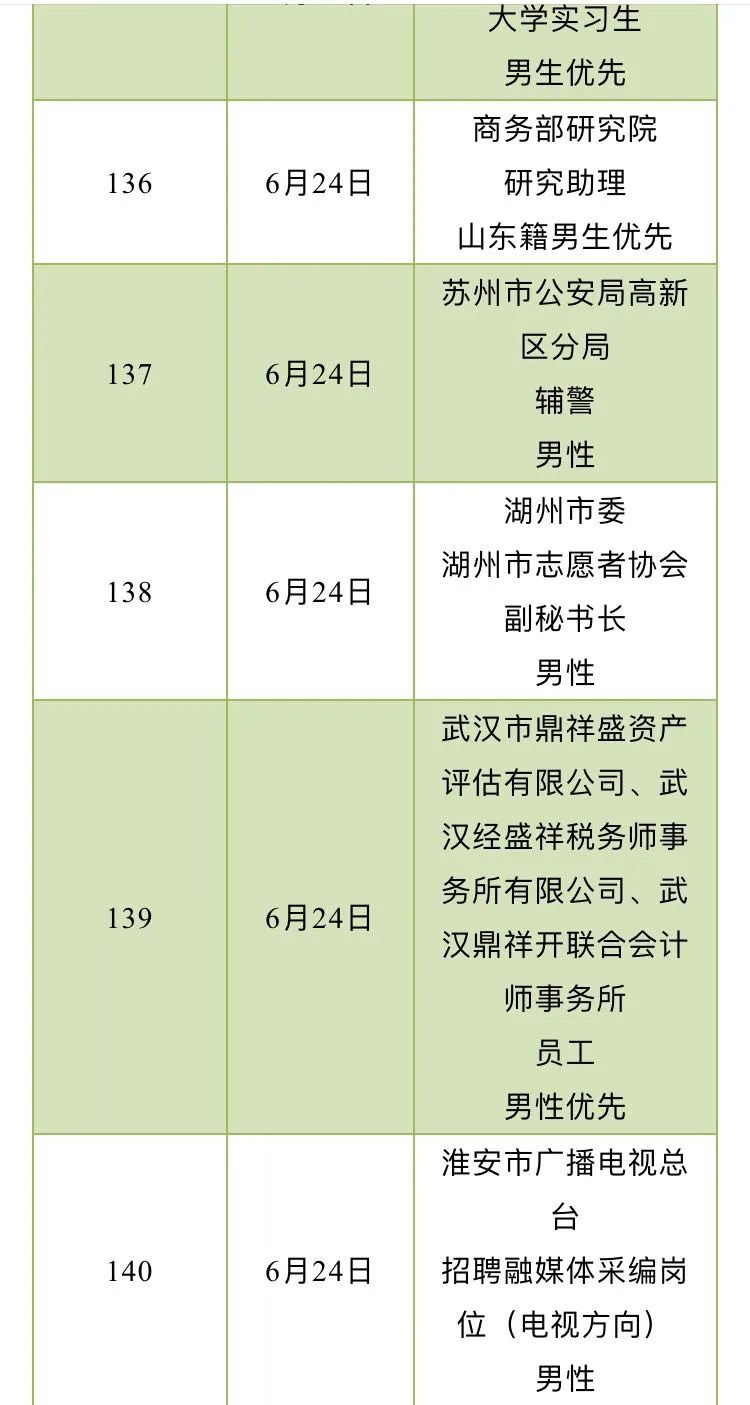 大学实习生
男生优先
136
6月24日
商务部研究院
研究助理
山东籍男生优先
137
6月24日
苏州市公安局高新
区分局
辅警
男性
138
6月24日
湖州市委
湖州市志愿者协会
副秘书长
男性
139
6月24日
武汉市鼎祥盛资产
评估有限公司、武
汉经盛祥税务师事
务所有限公司、武
汉鼎祥开联合会计
师事务所
员工
男性优先
140
6月24日
淮安市广播电视总
台
招聘融媒体采编岗
位（电视方向）
男性